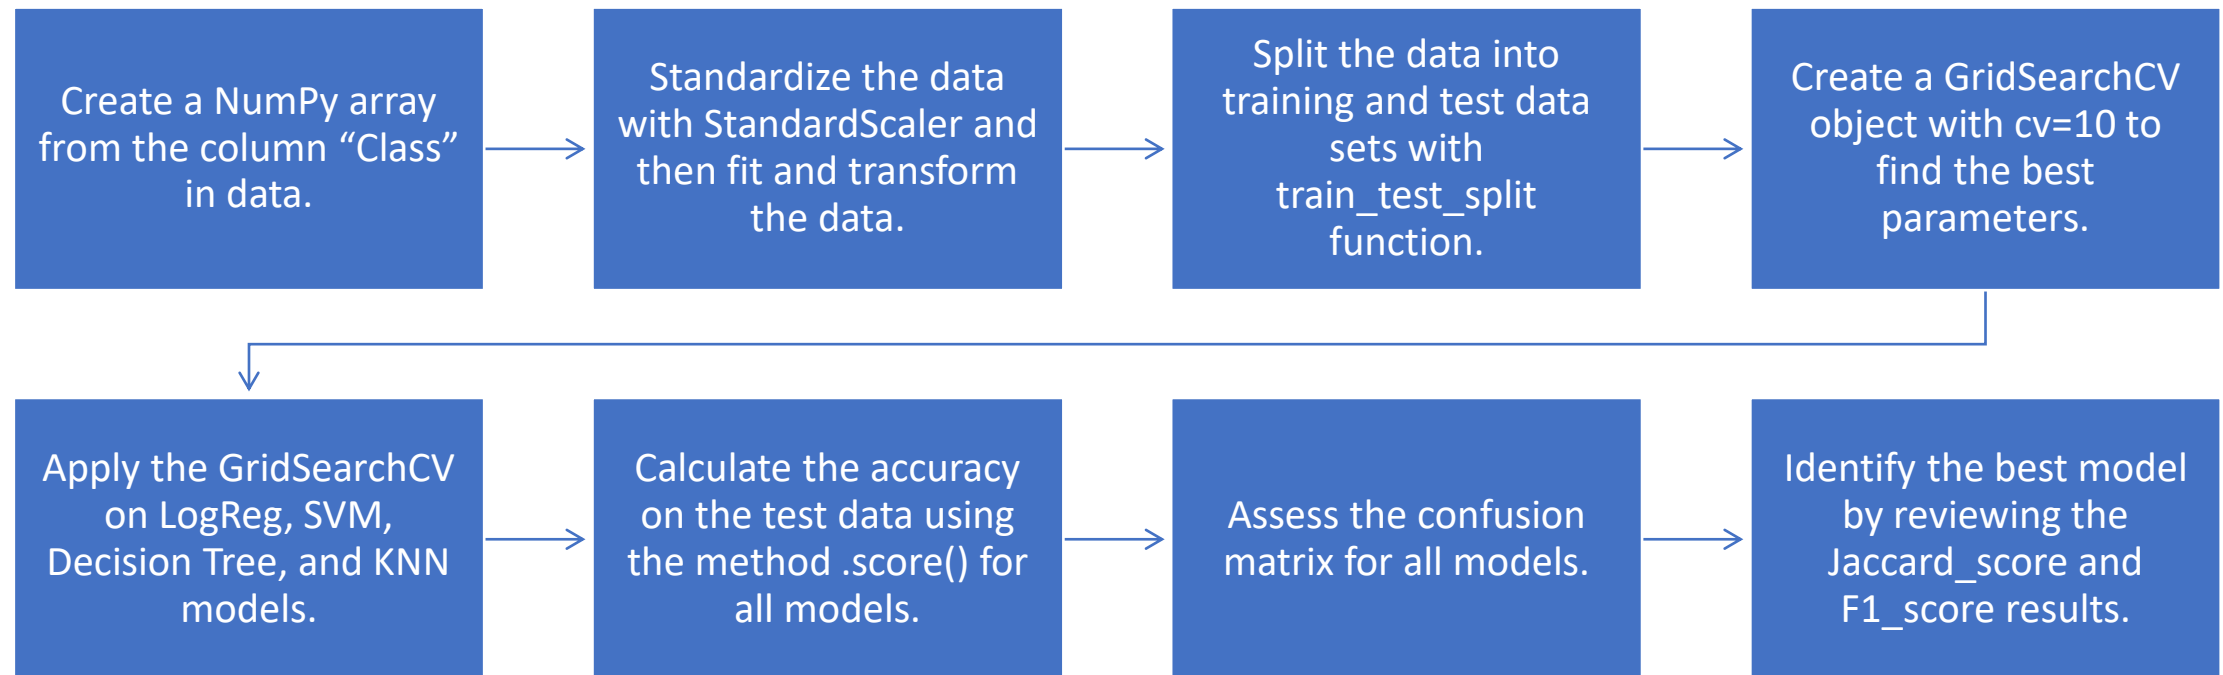 Create a NumPy array
from the column “Class”
in data.
Standardize the data
with StandardScaler and
then fit and transform
the data.
Split the data into
training and test data
sets with
train_test_split
function.
Create a GridSearchCV
object with cv=10 to
find the best
parameters.
Apply the GridSearchCV
on LogReg, SVM,
Decision Tree, and KNN
models.
Calculate the accuracy
on the test data using
the method .score() for
all models.
Assess the confusion
matrix for all models.
Identify the best model
by reviewing the
Jaccard_score and
F1_score results.